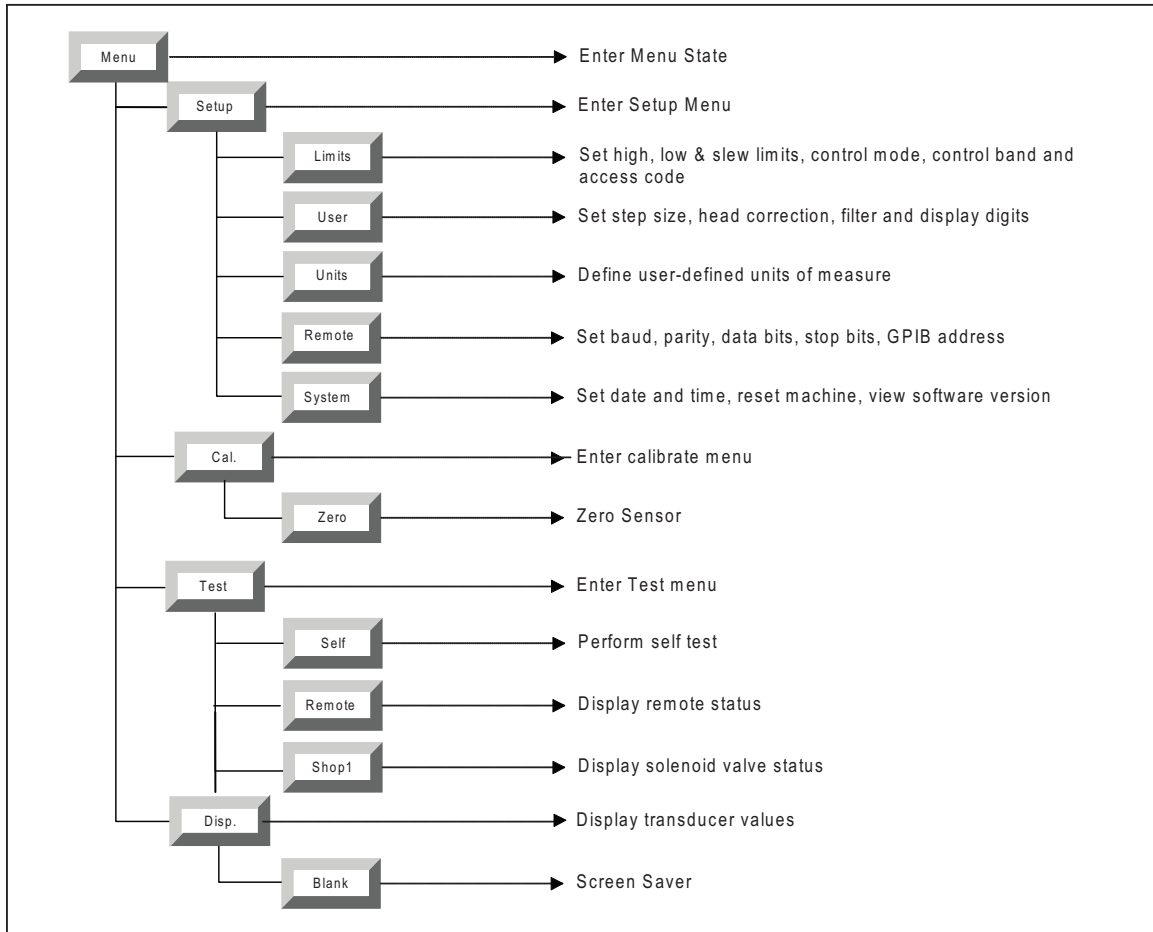 Menu
Enter Menu State
Setup
Enter Setup Menu
Limits
Set high, low & slew limits, control mode, control band and
access code
User
Set step size, head correction, filter and display digits
Units
Define user-defined units of measure
Remote
Set baud, parity, data bits, stop bits, GPIB address
System
Set date and time, reset machine, view software version
Cal.
Enter calibrate menu
Zero
Zero Sensor
Test
Enter Test menu
Self
Perform self test
Remote
Display remote status
Shop1
Display solenoid valve status
Disp.
Display transducer values
Blank
Screen Saver